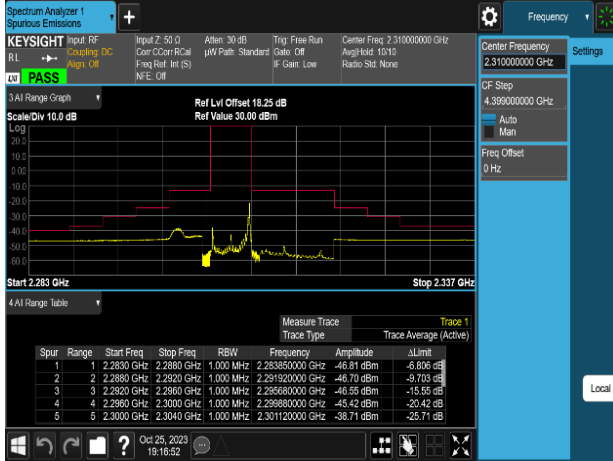 Spectrum Analyzer 1
Spurious Emissions
Frequency
KEYSIGHT Input: RF Input Z: 50 Ω Atten: 30 dB Trig: Free Run Center Freq: 2.310000000 GHz
RL Coupling: DC Corr CCorr RCal µW Path: Standard Gate: Off Avg|Hold: 10/10
Align: Off Freq Ref: Int (S) IF Gain: Low Radio Std: None
LXI PASS NFE: Off
Center Frequency
2.310000000 GHz
Settings
CF Step
4.399000000 GHz
Auto
Man
Freq Offset
0 Hz
Local
3 All Range Graph
Ref Lvl Offset 18.25 dB
Scale/Div 10.0 dB Ref Value 30.00 dBm
Log
20.0
10.0
0.00
-10.0
-20.0
-30.0
-40.0
-50.0
-60.0
Start 2.283 GHz Stop 2.337 GHz
4 All Range Table
Measure Trace Trace 1
Trace Type Trace Average (Active)
Spur Range Start Freq Stop Freq RBW Frequency Amplitude ΔLimit
1 1 2.2830 GHz 2.2880 GHz 1.000 MHz 2.283850000 GHz -46.81 dBm -6.806 dB
2 2 2.2880 GHz 2.2920 GHz 1.000 MHz 2.291920000 GHz -46.70 dBm -9.703 dB
3 3 2.2920 GHz 2.2960 GHz 1.000 MHz 2.295680000 GHz -46.55 dBm -15.55 dB
4 4 2.2960 GHz 2.3000 GHz 1.000 MHz 2.299880000 GHz -45.42 dBm -20.42 dB
5 5 2.3000 GHz 2.3040 GHz 1.000 MHz 2.301120000 GHz -38.71 dBm -25.71 dB
Oct 25, 2023
19:16:52